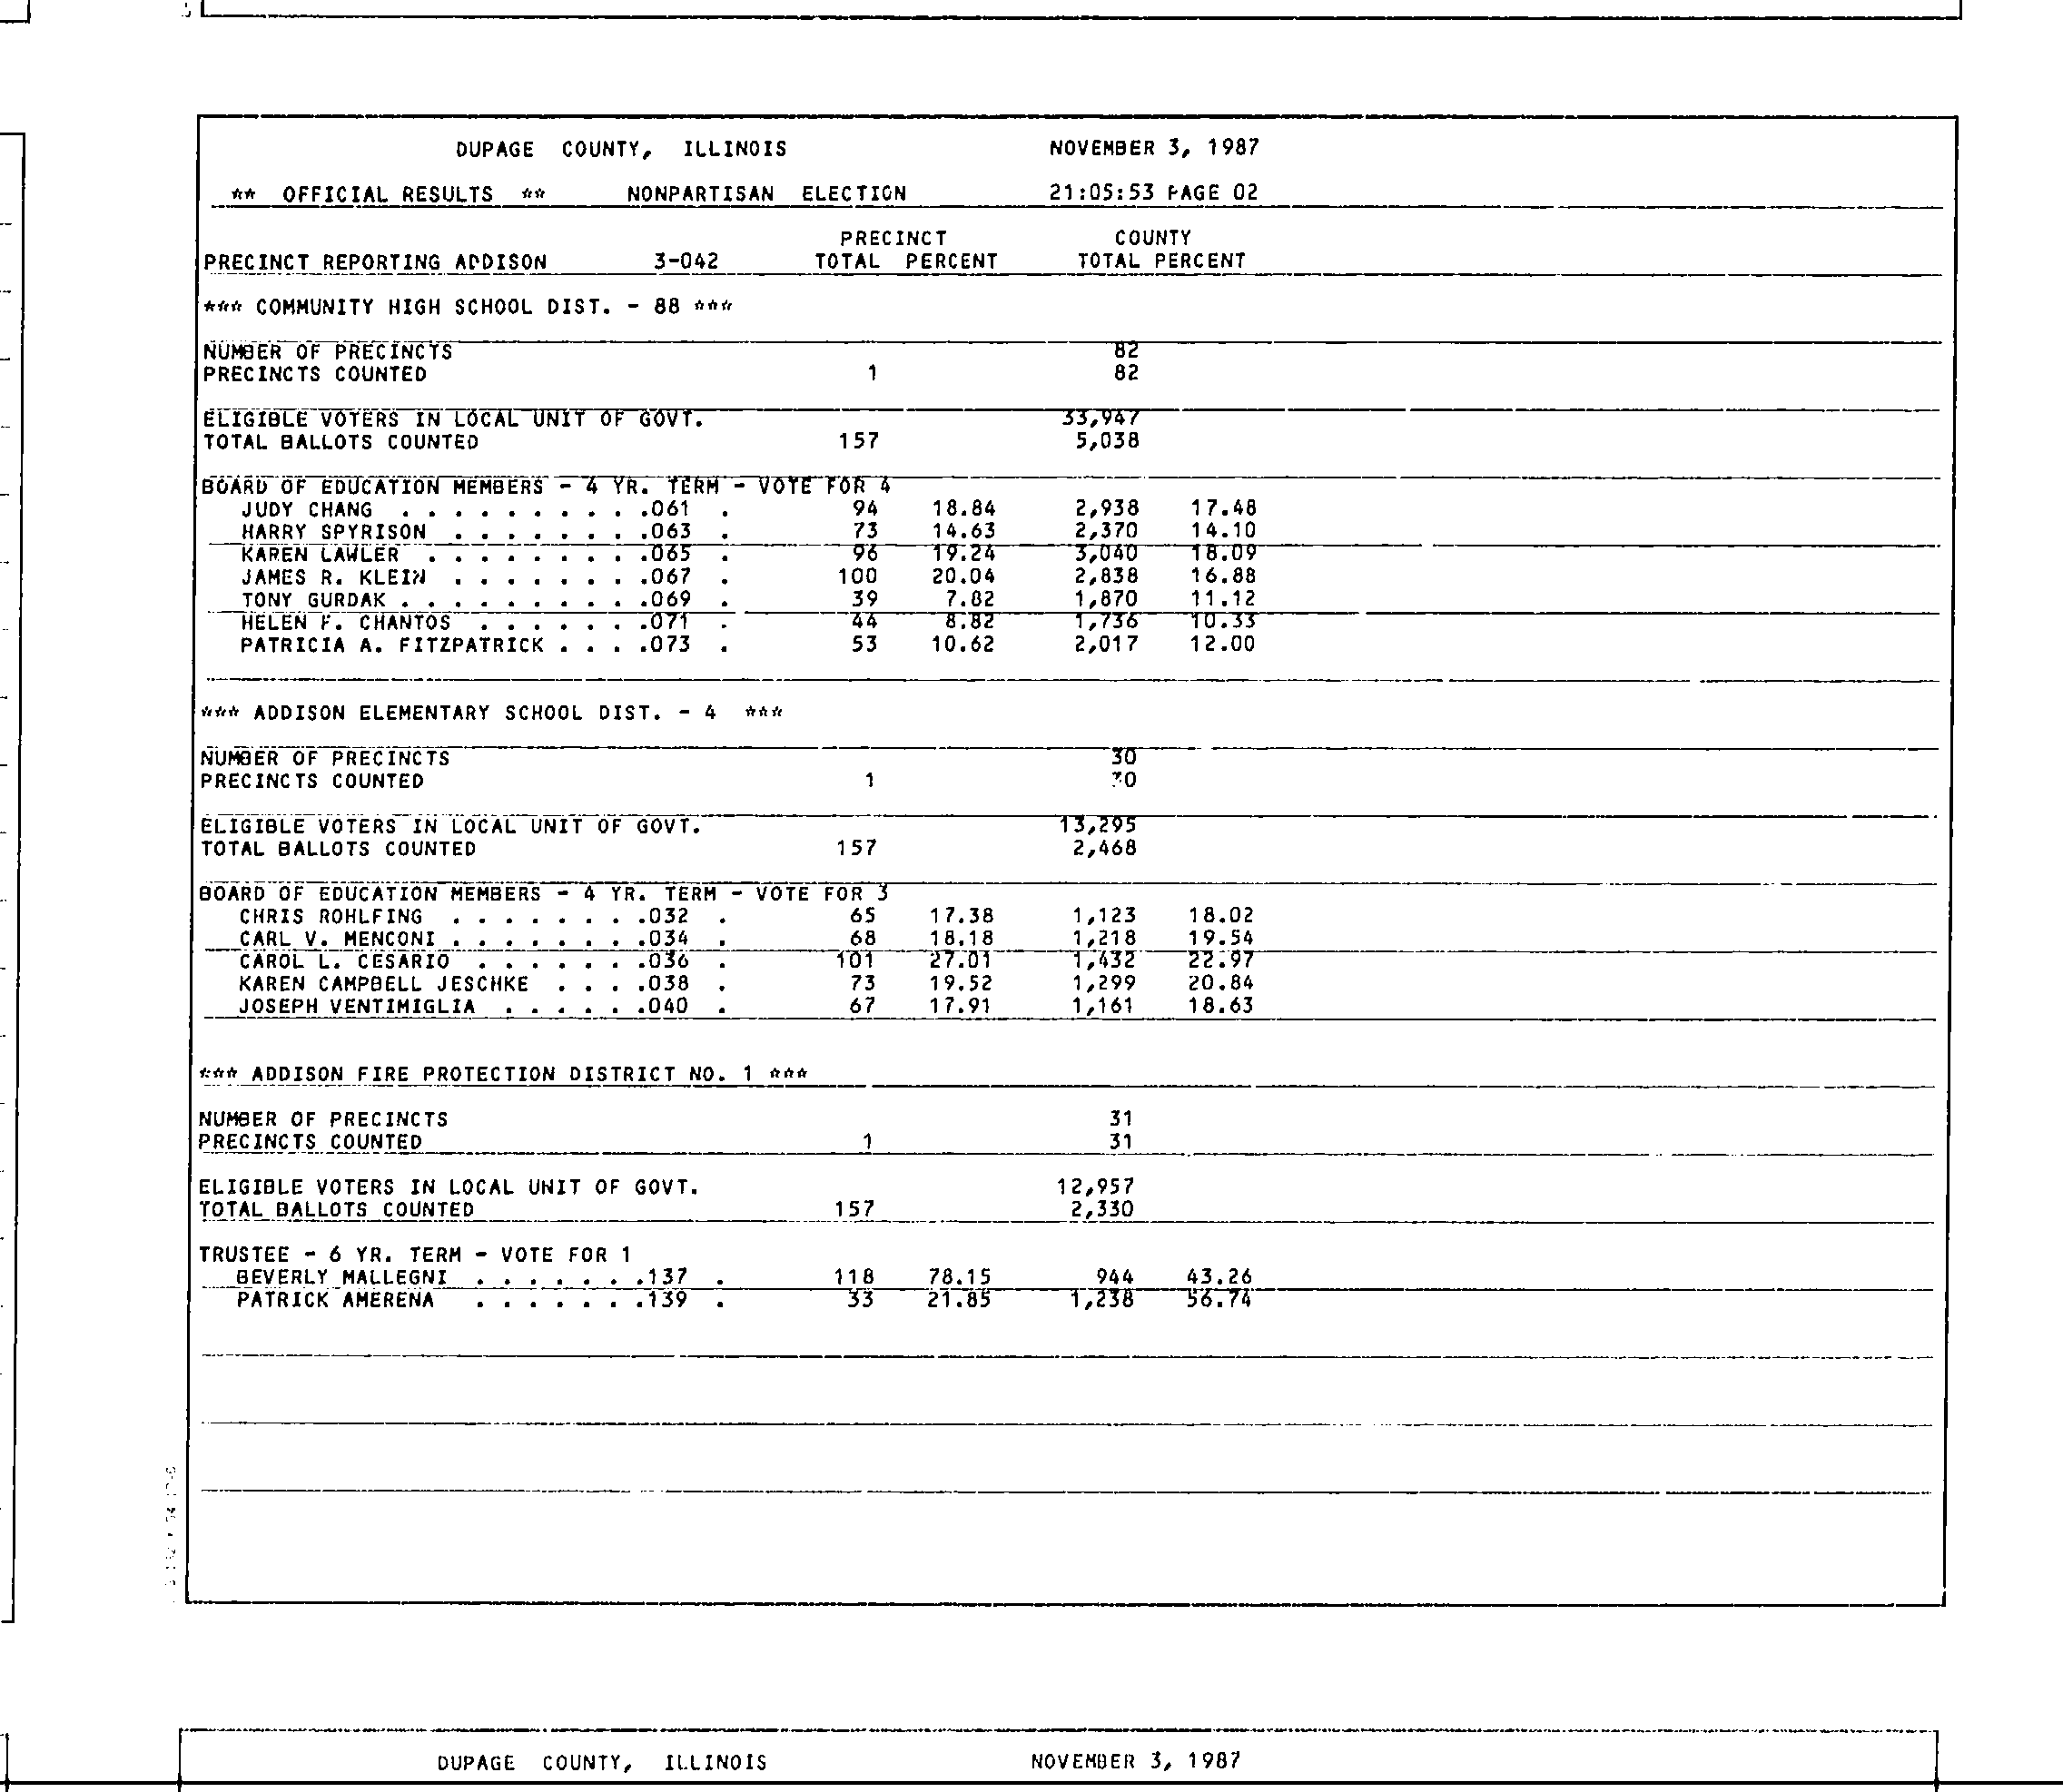 DUPAGE COUNTY, ILLINOIS NOVEMBER 3, 1987
** OFFICIAL RESULTS ** NONPARTISAN ELECTION 21:05:53 PAGE 02
PRECINCT COUNTY
PRECINCT REPORTING ADDISON 3-042 TOTAL PERCENT TOTAL PERCENT
*** COMMUNITY HIGH SCHOOL DIST. - 88 ***
NUMBER OF PRECINCTS 82
PRECINCTS COUNTED 1 82
ELIGIBLE VOTERS IN LOCAL UNIT OF GOVT. 33,947
TOTAL BALLOTS COUNTED 157 5,038
BOARD OF EDUCATION MEMBERS - 4 YR. TERM - VOTE FOR 4
JUDY CHANG . . . . . . . . . .061 . 94 18.84 2,938 17.48
HARRY SPYRISON . . . . . . . .063 . 73 14.63 2,370 14.10
KAREN LAWLER . . . . . . . . .065 . 96 19.24 3,040 18.09
JAMES R. KLEIN . . . . . . . .067 . 100 20.04 2,838 16.88
TONY GURDAK . . . . . . . . . .069 . 39 7.82 1,870 11.12
HELEN F. CHANTOS . . . . . . .071 . 44 8.82 1,736 10.33
PATRICIA A. FITZPATRICK . . . .073 . 53 10.62 2,017 12.00
*** ADDISON ELEMENTARY SCHOOL DIST. - 4 ***
NUMBER OF PRECINCTS 30
PRECINCTS COUNTED 1 30
ELIGIBLE VOTERS IN LOCAL UNIT OF GOVT. 13,295
TOTAL BALLOTS COUNTED 157 2,468
BOARD OF EDUCATION MEMBERS - 4 YR. TERM - VOTE FOR 3
CHRIS ROHLFING . . . . . . . .032 . 65 17.38 1,123 18.02
CARL V. MENCONI . . . . . . . .034 . 68 18.18 1,218 19.54
CAROL L. CESARIO . . . . . . .036 . 101 27.01 1,432 22.97
KAREN CAMPBELL JESCHKE . . . .038 . 73 19.52 1,299 20.84
JOSEPH VENTIMIGLIA . . . . . .040 . 67 17.91 1,161 18.63
*** ADDISON FIRE PROTECTION DISTRICT NO. 1 ***
NUMBER OF PRECINCTS 31
PRECINCTS COUNTED 1 31
ELIGIBLE VOTERS IN LOCAL UNIT OF GOVT. 12,957
TOTAL BALLOTS COUNTED 157 2,330
TRUSTEE - 6 YR. TERM - VOTE FOR 1
BEVERLY MALLEGNI . . . . . . .137 . 118 78.15 944 43.26
PATRICK AMERENA . . . . . . .139 . 33 21.85 1,238 56.74
DUPAGE COUNTY, ILLINOIS NOVEMBER 3, 1987